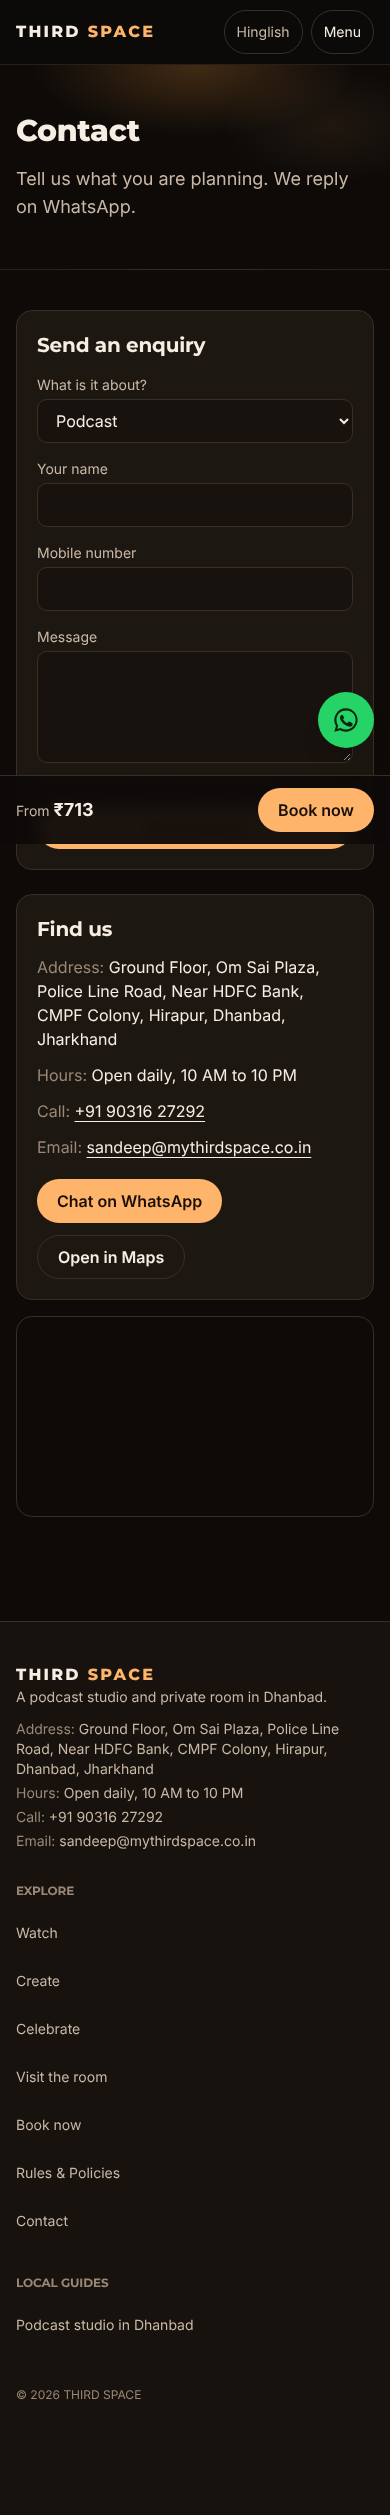 THIRD SPACE
Hinglish
Menu
Contact
Tell us what you are planning. We reply
on WhatsApp.
Send an enquiry
What is it about?
Podcast
Your name
Mobile number
Message
From ₹713
Book now
Find us
Address: Ground Floor, Om Sai Plaza,
Police Line Road, Near HDFC Bank,
CMPF Colony, Hirapur, Dhanbad,
Jharkhand
Hours: Open daily, 10 AM to 10 PM
Call: +91 90316 27292
Email: sandeep@mythirdspace.co.in
Chat on WhatsApp
Open in Maps
THIRD SPACE
A podcast studio and private room in Dhanbad.
Address: Ground Floor, Om Sai Plaza, Police Line
Road, Near HDFC Bank, CMPF Colony, Hirapur,
Dhanbad, Jharkhand
Hours: Open daily, 10 AM to 10 PM
Call: +91 90316 27292
Email: sandeep@mythirdspace.co.in
EXPLORE
Watch
Create
Celebrate
Visit the room
Book now
Rules & Policies
Contact
LOCAL GUIDES
Podcast studio in Dhanbad
© 2026 THIRD SPACE